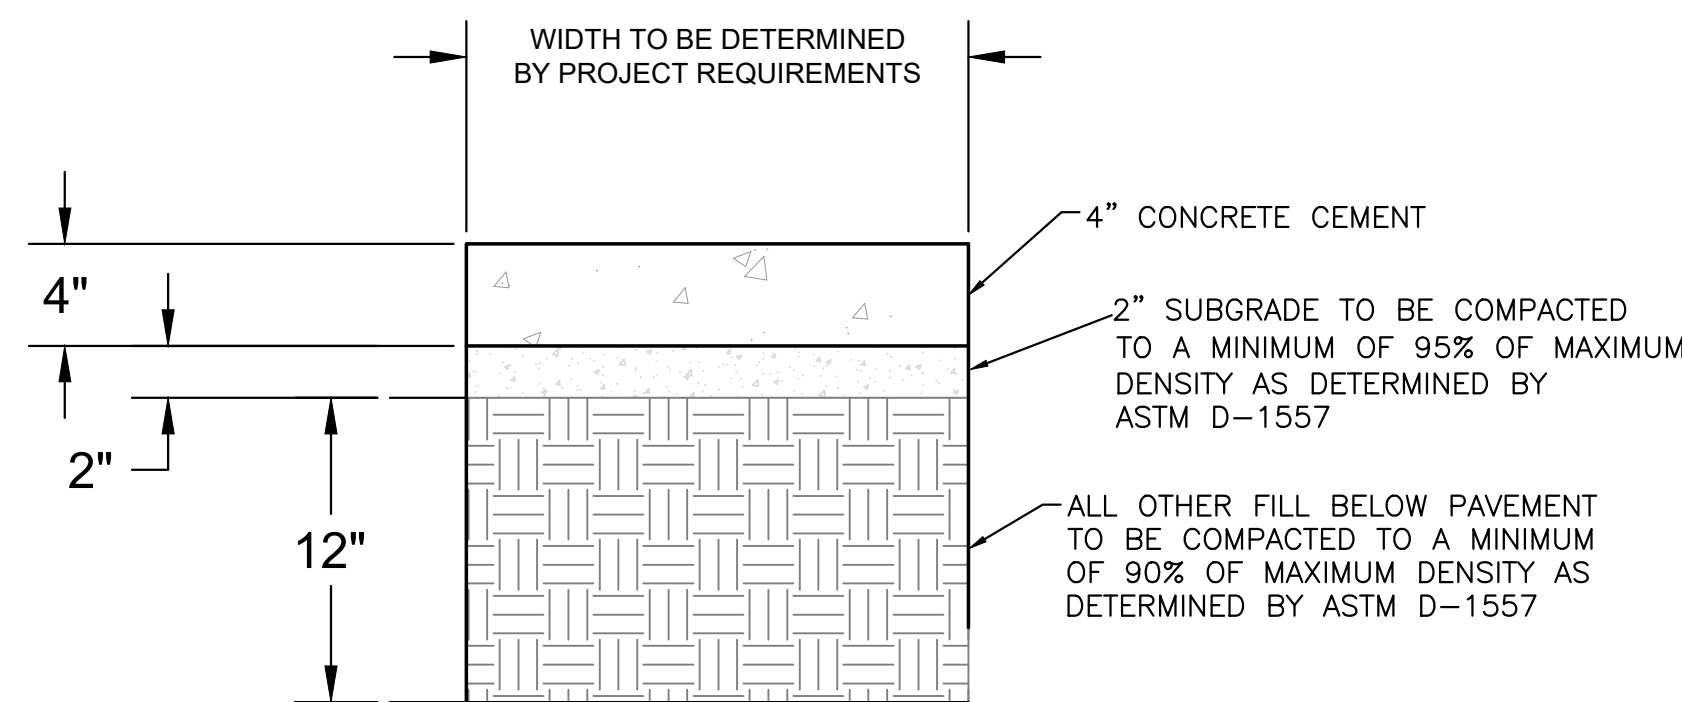 WIDTH TO BE DETERMINED
BY PROJECT REQUIREMENTS
4” CONCRETE CEMENT
4"
2” SUBGRADE TO BE COMPACTED
TO A MINIMUM OF 95% OF MAXIMUM
DENSITY AS DETERMINED BY
ASTM D-1557
2"
ALL OTHER FILL BELOW PAVEMENT
TO BE COMPACTED TO A MINIMUM
OF 90% OF MAXIMUM DENSITY AS
DETERMINED BY ASTM D-1557
12"